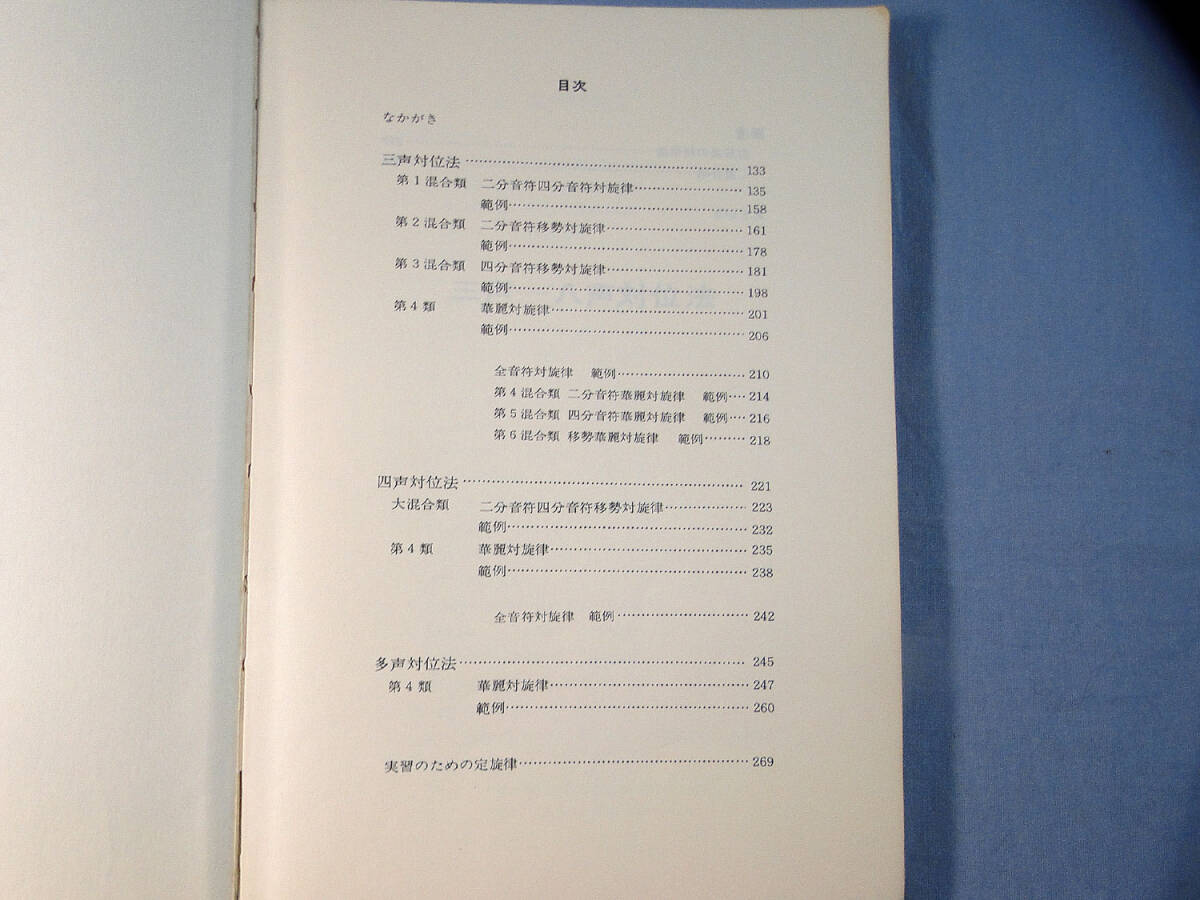 目次
なかがき
三声対位法……………………………………133
第1混合類 二分音符四分音符対旋律……………135
範例………………………………158
第2混合類 二分音符移勢対旋律…………………161
範例………………………………178
第3混合類 四分音符移勢対旋律…………………181
範例………………………………198
第4類 華麗対旋律…………………………201
範例………………………………206
全音符対旋律 範例………………………210
第4混合類 二分音符華麗対旋律 範例……214
第5混合類 四分音符華麗対旋律 範例……216
第6混合類 移勢華麗対旋律 範例………218
四声対位法……………………………………221
大混合類 二分音符四分音符移勢対旋律…………223
範例………………………………232
第4類 華麗対旋律…………………………235
範例………………………………238
全音符対旋律 範例………………………242
多声対位法……………………………………245
第4類 華麗対旋律…………………………247
範例………………………………260
実習のための定旋律………………………………269